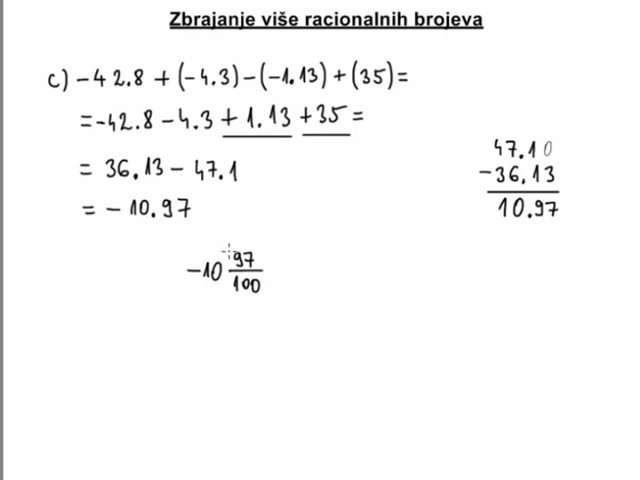 Zbrajanje više racionalnih brojeva
c) -42.8 + (-4.3) - (-1.13) + (35) =
= -42.8 - 4.3 + 1.13 + 35 =
= 36.13 - 47.1
= - 10.97
47.10
- 36.13
10.97
-10 97/100